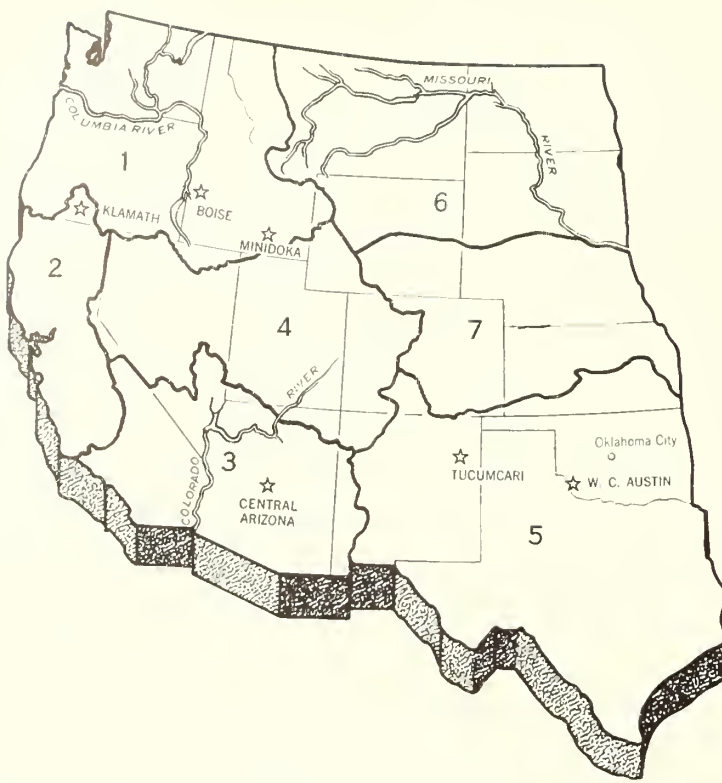 MISSOURI
RIVER
COLUMBIA RIVER
1
KLAMATH
BOISE
MINIDOKA
6
2
4
7
RIVER
COLORADO
3
CENTRAL
ARIZONA
TUCUMCARI
Oklahoma City
W. C. AUSTIN
5